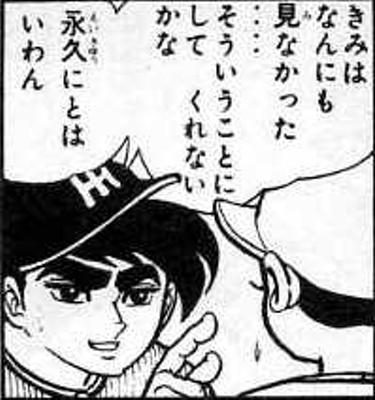 きみは
なんにも
見なかった
‥‥
そういうことに
して くれない
かな
永久にとは
いわん